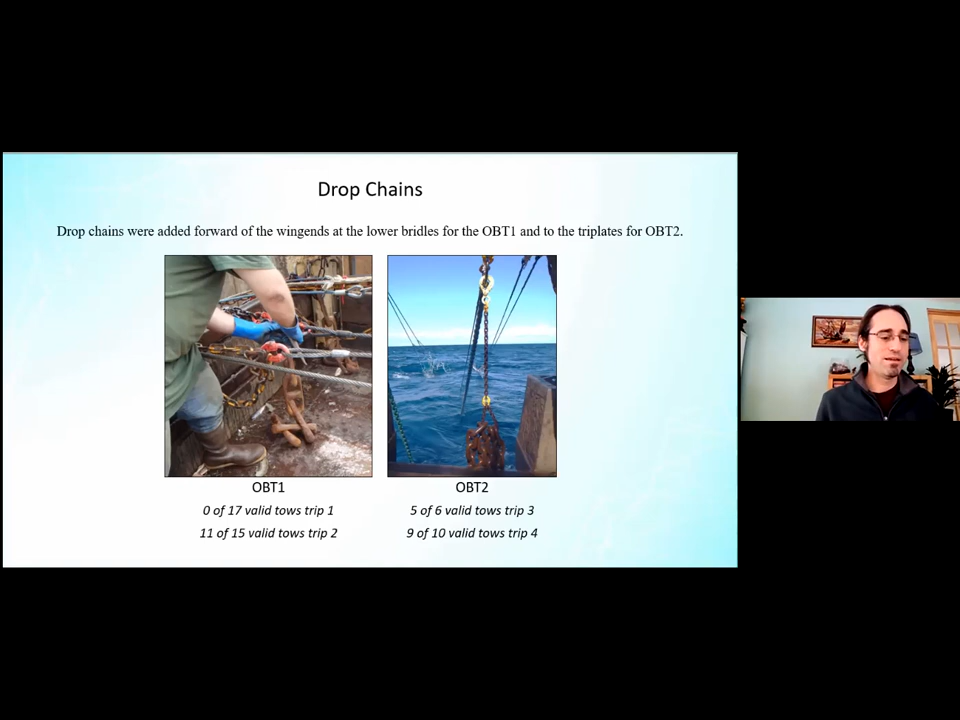 Drop Chains
Drop chains were added forward of the wingends at the lower bridles for the OBT1 and to the triplates for OBT2.
OBT1
OBT2
0 of 17 valid tows trip 1
5 of 6 valid tows trip 3
11 of 15 valid tows trip 2
9 of 10 valid tows trip 4